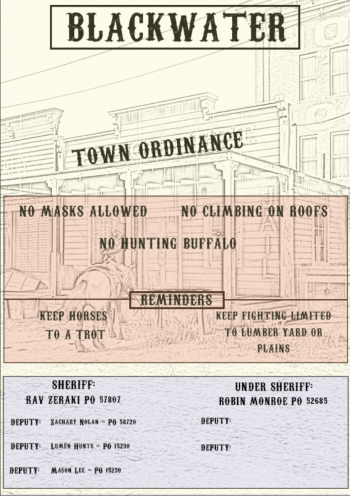 BLACKWATER
TOWN ORDINANCE
NO MASKS ALLOWED NO CLIMBING ON ROOFS
NO HUNTING BUFFALO
REMINDERS
KEEP HORSES
TO A TROT
KEEP FIGHTING LIMITED
TO LUMBER YARD OR
PLAINS
SHERIFF:
RAV ZERAKI PO 57807
DEPUTY: ZACHARY NOLAN - PO 58720
DEPUTY: LUMEN HUNTS - PO 15230
DEPUTY: MASON LEE - PO 15230
UNDER SHERIFF:
ROBIN MONROE PO 52685
DEPUTY:
DEPUTY: